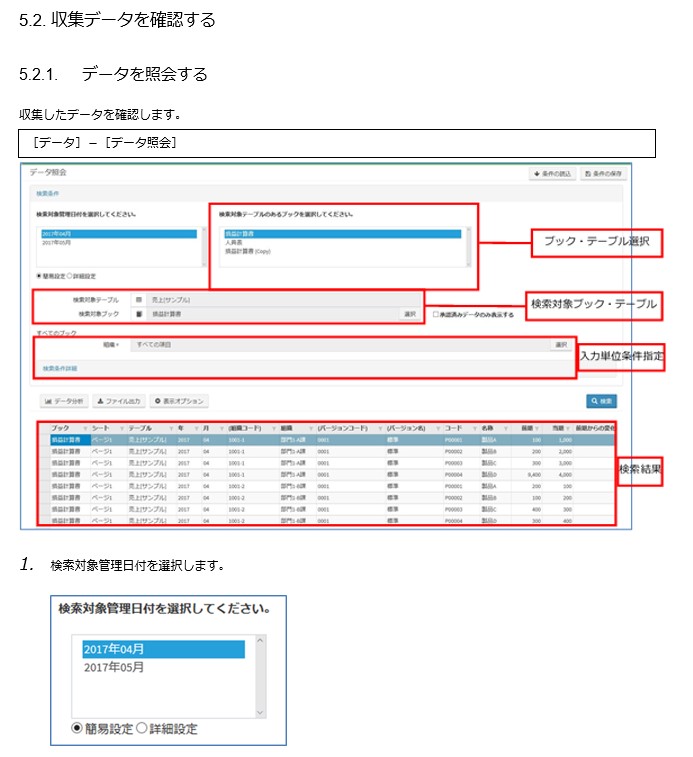 5.2. 収集データを確認する
5.2.1. データを照会する
収集したデータを確認します。
［データ］–［データ照会］
データ照会
条件の読込 条件の保存
検索条件
検索対象管理日付を選択してください。 検索対象テーブルのあるブックを選択してください。
2017年04月 損益計算書
2017年05月 人員表
損益計算書(Copy)
ブック・テーブル選択
簡易設定 詳細設定
検索対象テーブル 売上[サンプル]
検索対象ブック 損益計算書 選択 承認済みデータのみ表示する
検索対象ブック・テーブル
すべてのブック
組織 すべての項目 選択
入力単位条件指定
検索条件詳細
データ分析 ファイル出力 表示オプション 検索
ブック シート テーブル 年 月 (組織コード) 組織 (バージョンコード) (バージョン名) コード 名称 前期 当期
損益計算書 ページ1 売上[サンプル] 2017 04 1001-1 部門1-A課 0001 標準 P00001 製品A 100 1,000
損益計算書 ページ1 売上[サンプル] 2017 04 1001-1 部門1-A課 0001 標準 P00002 製品B 200 2,000
損益計算書 ページ1 売上[サンプル] 2017 04 1001-1 部門1-A課 0001 標準 P00003 製品C 300 3,000
損益計算書 ページ1 売上[サンプル] 2017 04 1001-1 部門1-A課 0001 標準 P00004 製品D 4,000
損益計算書 ページ1 売上[サンプル] 2017 04 1001-2 部門1-B課 0001 標準 P00001 製品A 200 100
損益計算書 ページ1 売上[サンプル] 2017 04 1001-2 部門1-B課 0001 標準 P00002 製品B 100 200
損益計算書 ページ1 売上[サンプル] 2017 04 1001-2 部門1-B課 0001 標準 P00003 製品C 400 300
損益計算書 ページ1 売上[サンプル] 2017 04 1001-2 部門1-B課 0001 標準 P00004 製品D 300 400
検索結果
1. 検索対象管理日付を選択します。
検索対象管理日付を選択してください。
2017年04月
2017年05月
簡易設定 詳細設定